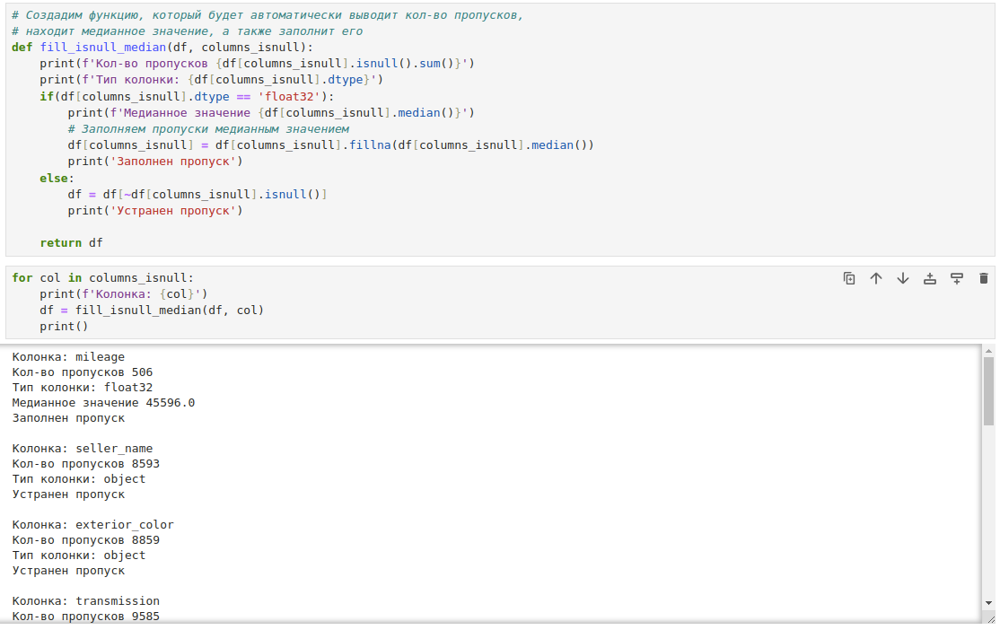 # Создадим функцию, который будет автоматически выводит кол-во пропусков,
# находит медианное значение, а также заполнит его
def fill_isnull_median(df, columns_isnull):
    print(f'Кол-во пропусков {df[columns_isnull].isnull().sum()}')
    print(f'Тип колонки: {df[columns_isnull].dtype}')
    if(df[columns_isnull].dtype == 'float32'):
        print(f'Медианное значение {df[columns_isnull].median()}')
        # Заполняем пропуски медианным значением
        df[columns_isnull] = df[columns_isnull].fillna(df[columns_isnull].median())
        print('Заполнен пропуск')
    else:
        df = df[~df[columns_isnull].isnull()]
        print('Устранен пропуск')
    return df
for col in columns_isnull:
    print(f'Колонка: {col}')
    df = fill_isnull_median(df, col)
    print()
Колонка: mileage
Кол-во пропусков 506
Тип колонки: float32
Медианное значение 45596.0
Заполнен пропуск
Колонка: seller_name
Кол-во пропусков 8593
Тип колонки: object
Устранен пропуск
Колонка: exterior_color
Кол-во пропусков 8859
Тип колонки: object
Устранен пропуск
Колонка: transmission
Кол-во пропусков 9585